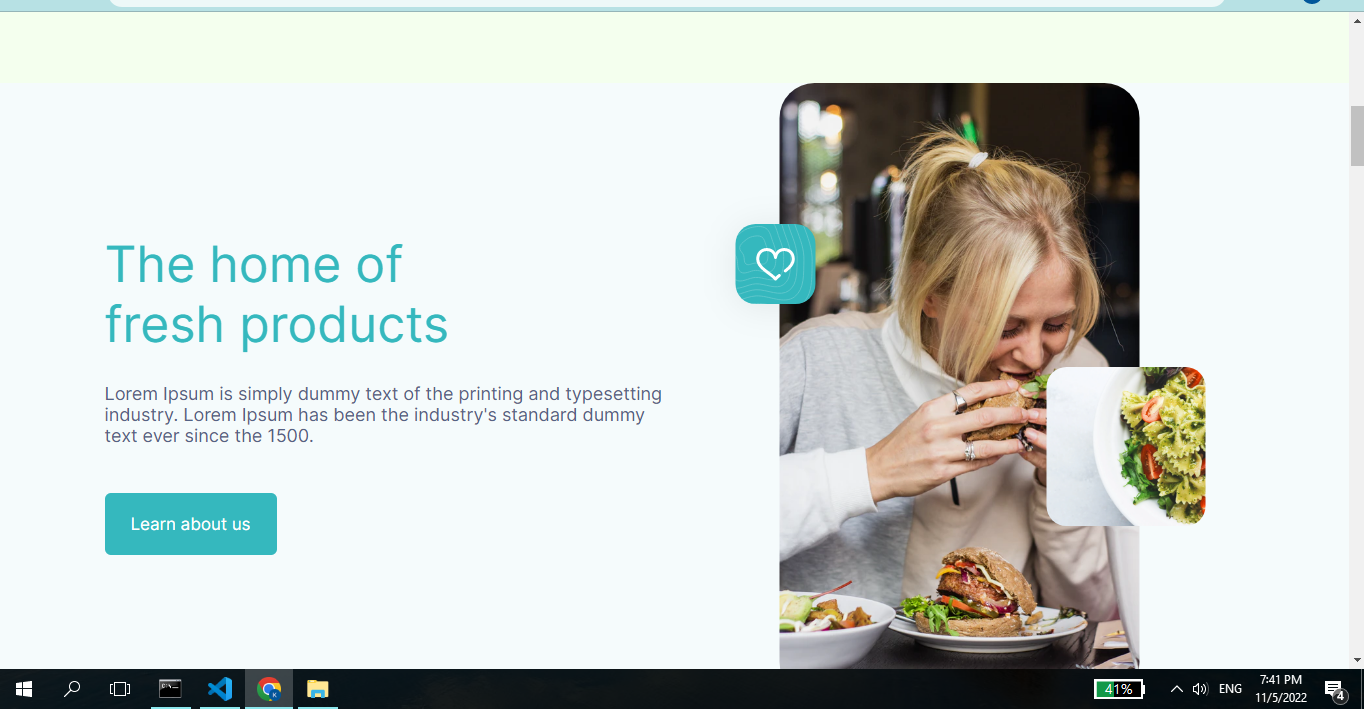 The home of
fresh products
Lorem Ipsum is simply dummy text of the printing and typesetting
industry. Lorem Ipsum has been the industry's standard dummy
text ever since the 1500.
Learn about us
41%
ENG
7:41 PM
11/5/2022
4